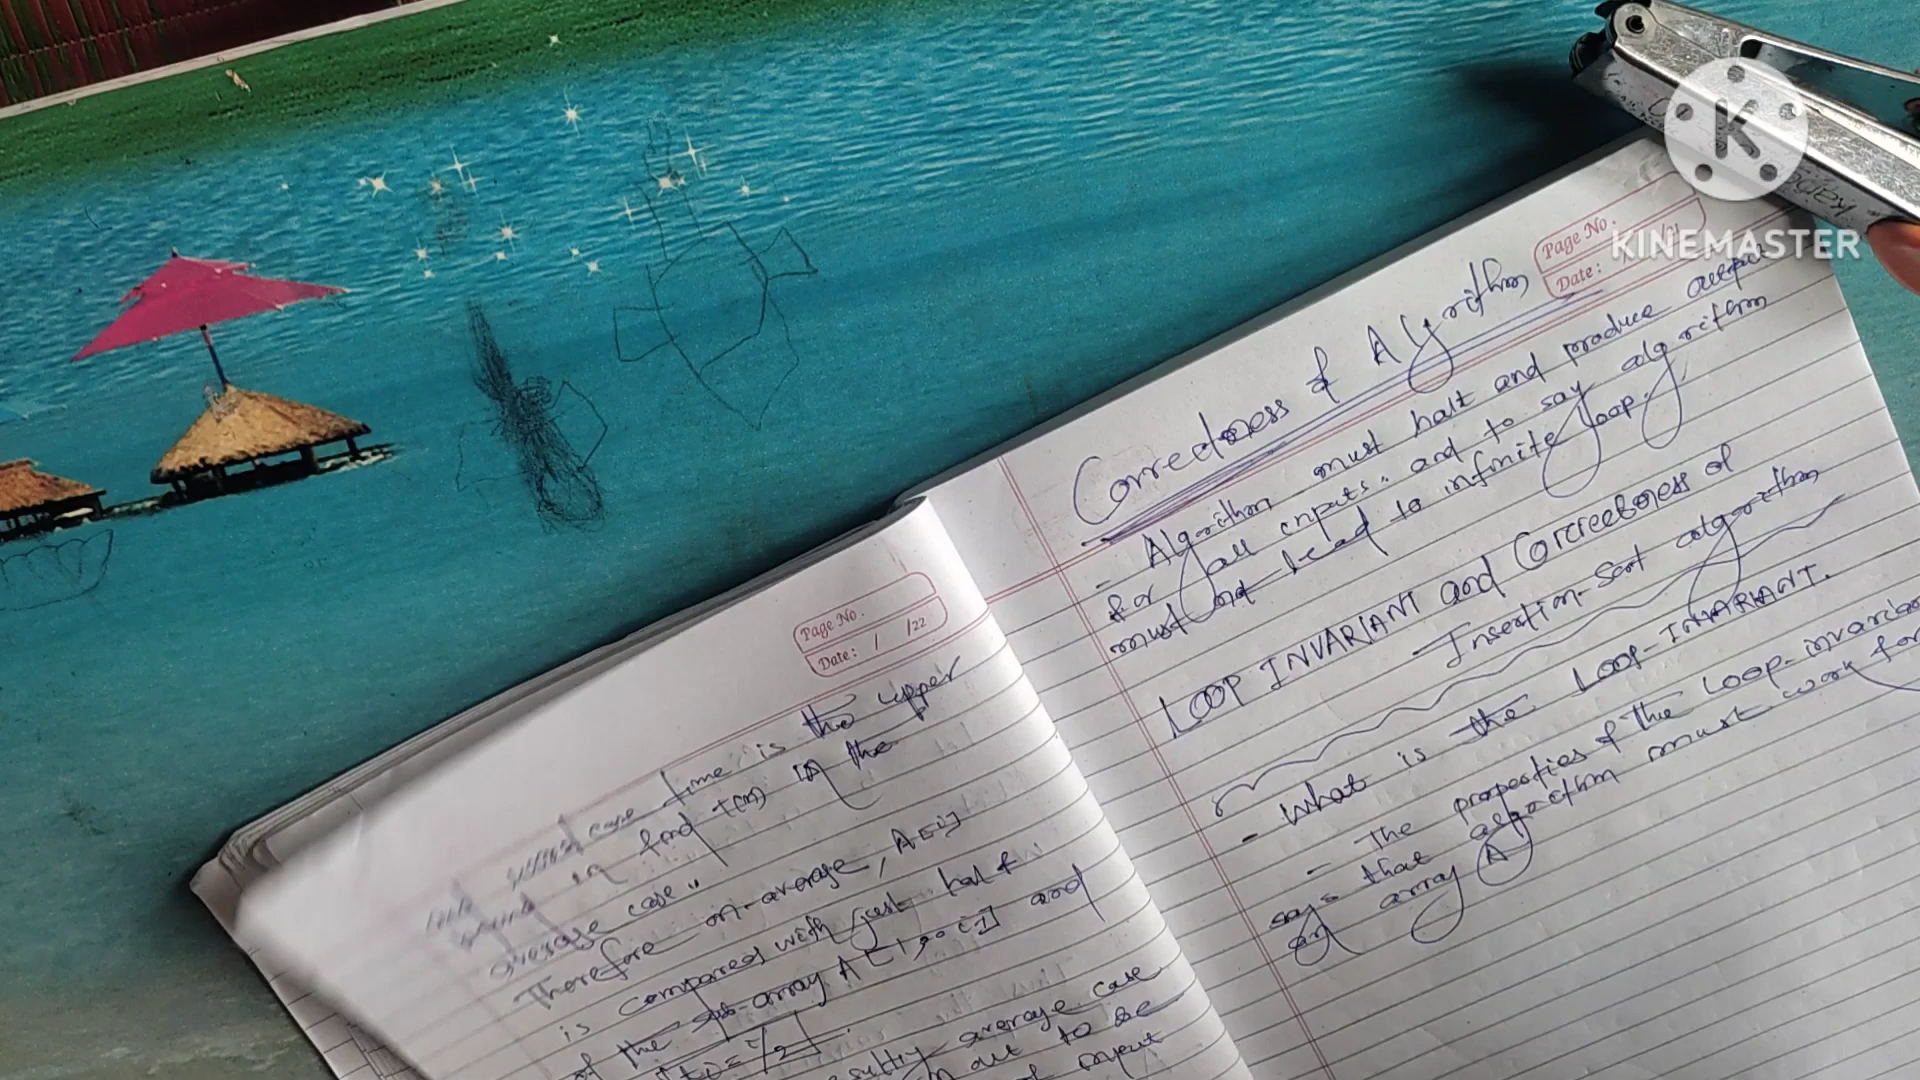 Page No.
Date: / /22
worst case time, is the upper
bound to find T(n) in the
average case"
Therefore on-average, A[i]
is compared with just half
of the sub-array A[1,...i-1] and
average case
out to be
input
Page No.
Date:
Correctness of Algorithm
- Algorithm must halt and produce output
for all inputs. and to say algorithm
must not lead to infinite loop.
LOOP INVARIANT and Correctness of
Insertion-Sort algorithm
- What is the LOOP-INVARIANT.
- The properties of the Loop-invariant
says that algorithm must work for
an array A
K
KINEMASTER